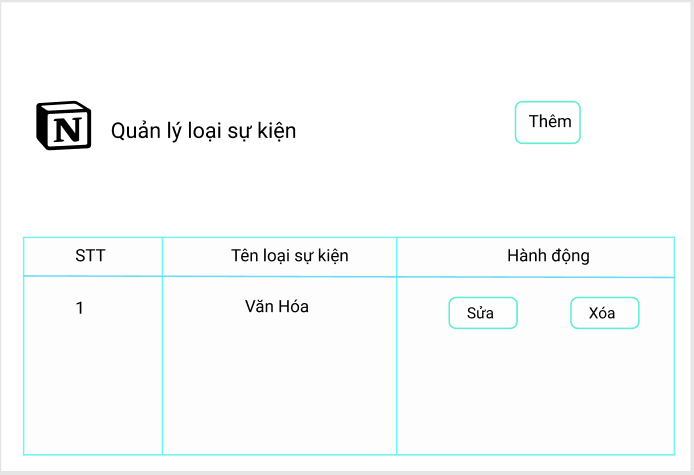 N
Quản lý loại sự kiện
Thêm
STT Tên loại sự kiện Hành động
1 Văn Hóa Sửa Xóa